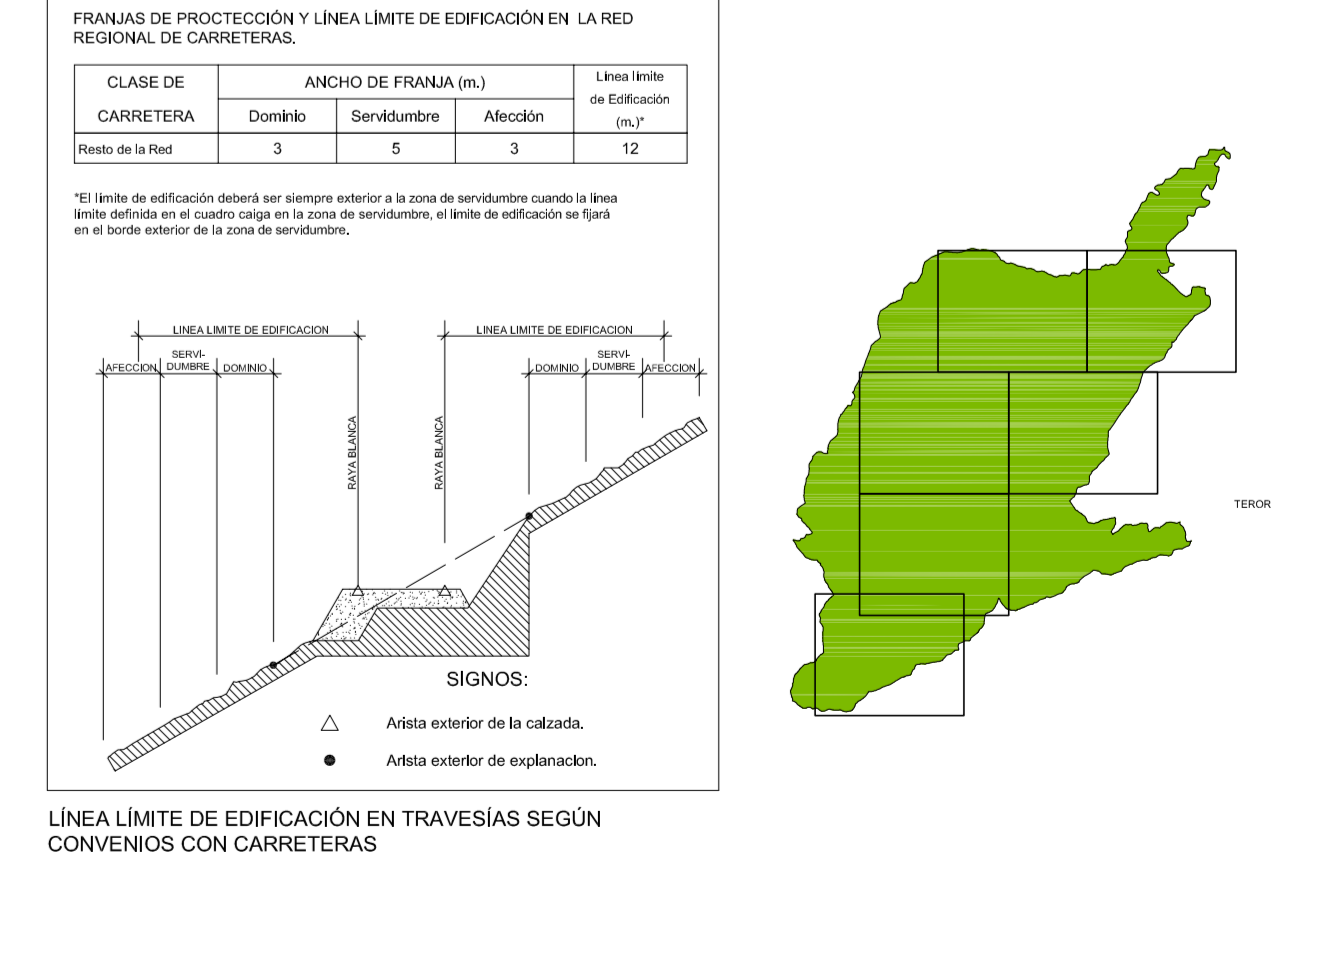 FRANJAS DE PROCTECCIÓN Y LÍNEA LÍMITE DE EDIFICACIÓN EN LA RED
REGIONAL DE CARRETERAS.
CLASE DE
CARRETERA
ANCHO DE FRANJA (m.)
Línea límite
de Edificación
(m.)*
Dominio
Servidumbre
Afección
Resto de la Red
3
5
3
12
*El límite de edificación deberá ser siempre exterior a la zona de servidumbre cuando la línea
límite definida en el cuadro caiga en la zona de servidumbre, el límite de edificación se fijará
en el borde exterior de la zona de servidumbre.
LINEA LIMITE DE EDIFICACION
LINEA LIMITE DE EDIFICACION
AFECCION
SERVI-
DUMBRE
DOMINIO
DOMINIO
SERVI-
DUMBRE
AFECCION
RAYA BLANCA
RAYA BLANCA
TEROR
SIGNOS:
Arista exterior de la calzada.
Arista exterior de explanacion.
LÍNEA LÍMITE DE EDIFICACIÓN EN TRAVESÍAS SEGÚN
CONVENIOS CON CARRETERAS